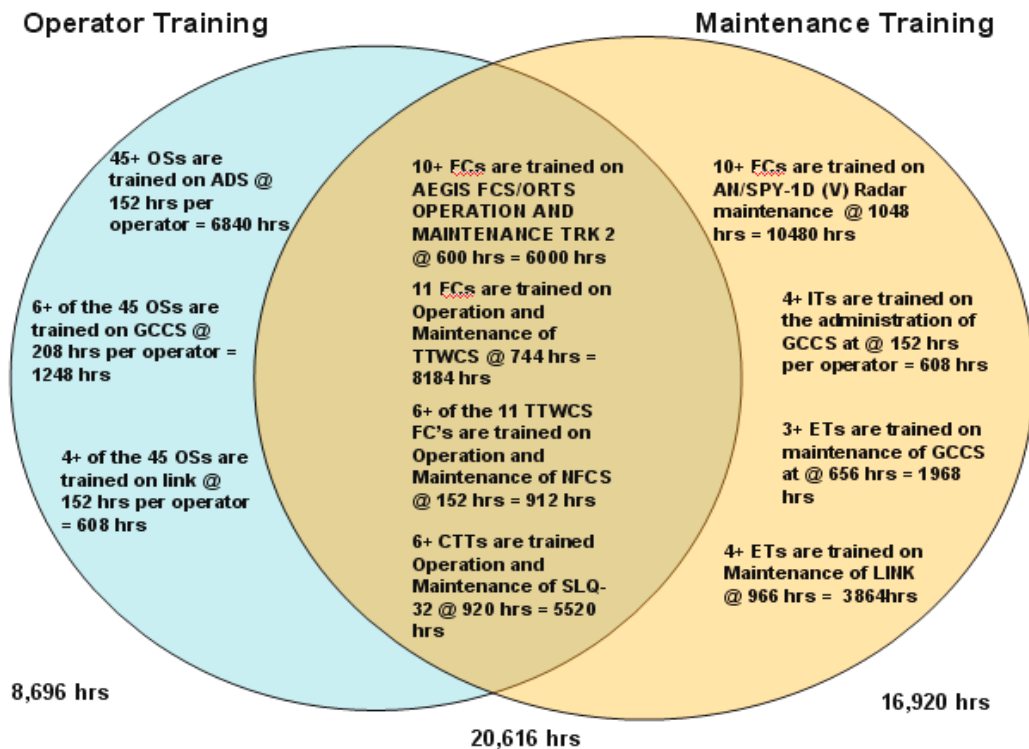 Operator Training
Maintenance Training
45+ OSs are
trained on ADS @
152 hrs per
operator = 6840 hrs
6+ of the 45 OSs are
trained on GCCS @
208 hrs per operator =
1248 hrs
4+ of the 45 OSs are
trained on link @
152 hrs per operator
= 608 hrs
10+ FCs are trained on
AEGIS FCS/ORTS
OPERATION AND
MAINTENANCE TRK 2
@ 600 hrs = 6000 hrs
11 FCs are trained on
Operation and
Maintenance of
TTWCS @ 744 hrs =
8184 hrs
6+ of the 11 TTWCS
FC's are trained on
Operation and
Maintenance of NFCS
@ 152 hrs = 912 hrs
6+ CTTs are trained
Operation and
Maintenance of SLQ-
32 @ 920 hrs = 5520
hrs
10+ FCs are trained on
AN/SPY-1D (V) Radar
maintenance @ 1048
hrs = 10480 hrs
4+ ITs are trained on
the administration of
GCCS at @ 152 hrs
per operator = 608 hrs
3+ ETs are trained on
maintenance of GCCS
at @ 656 hrs = 1968
hrs
4+ ETs are trained on
Maintenance of LINK
@ 966 hrs = 3864hrs
8,696 hrs
20,616 hrs
16,920 hrs